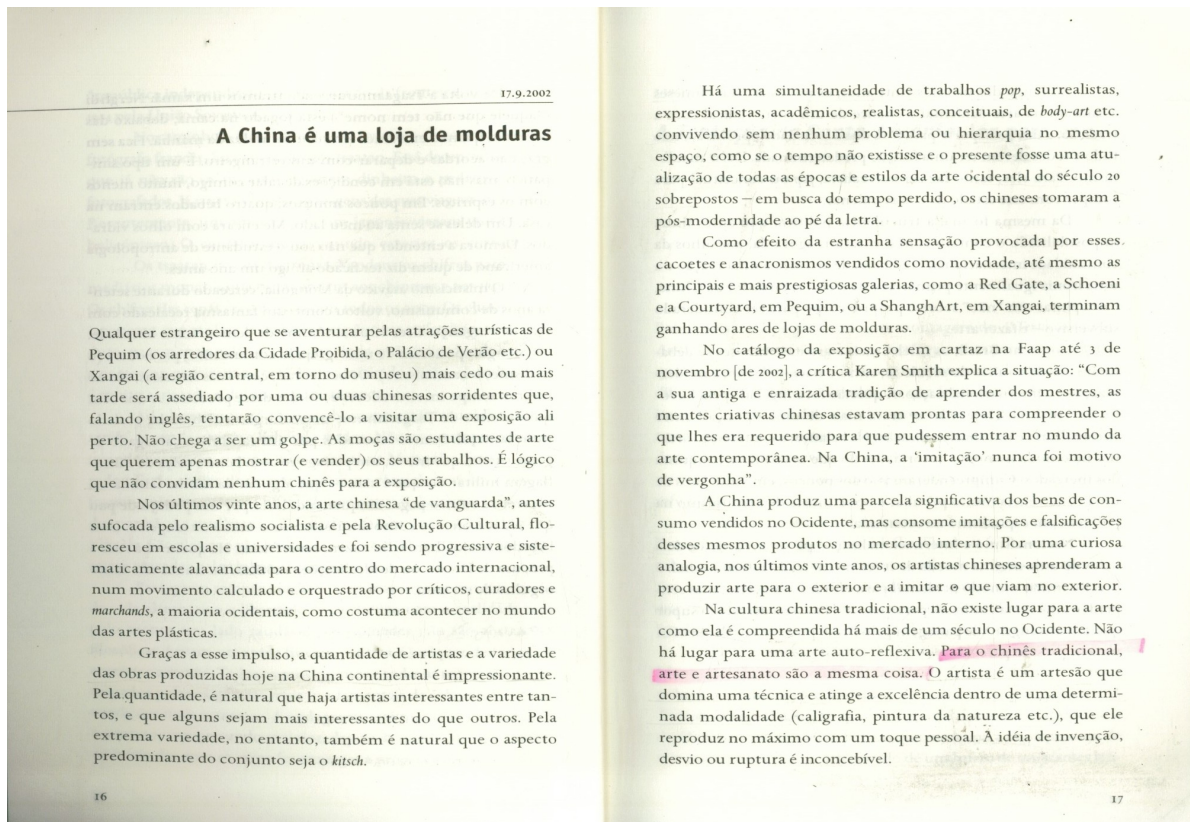 17.9.2002
A China é uma loja de molduras
Qualquer estrangeiro que se aventurar pelas atrações turísticas de
Pequim (os arredores da Cidade Proibida, o Palácio de Verão etc.) ou
Xangai (a região central, em torno do museu) mais cedo ou mais
tarde será assediado por uma ou duas chinesas sorridentes que,
falando inglês, tentarão convencê-lo a visitar uma exposição ali
perto. Não chega a ser um golpe. As moças são estudantes de arte
que querem apenas mostrar (e vender) os seus trabalhos. É lógico
que não convidam nenhum chinês para a exposição.
Nos últimos vinte anos, a arte chinesa “de vanguarda”, antes
sufocada pelo realismo socialista e pela Revolução Cultural, flo-
resceu em escolas e universidades e foi sendo progressiva e siste-
maticamente alavancada para o centro do mercado internacional,
num movimento calculado e orquestrado por críticos, curadores e
marchands, a maioria ocidentais, como costuma acontecer no mundo
das artes plásticas.
Graças a esse impulso, a quantidade de artistas e a variedade
das obras produzidas hoje na China continental é impressionante.
Pela quantidade, é natural que haja artistas interessantes entre tan-
tos, e que alguns sejam mais interessantes do que outros. Pela
extrema variedade, no entanto, também é natural que o aspecto
predominante do conjunto seja o kitsch.
16
Há uma simultaneidade de trabalhos pop, surrealistas,
expressionistas, acadêmicos, realistas, conceituais, de body-art etc.
convivendo sem nenhum problema ou hierarquia no mesmo
espaço, como se o tempo não existisse e o presente fosse uma atu-
alização de todas as épocas e estilos da arte ocidental do século 20
sobrepostos — em busca do tempo perdido, os chineses tomaram a
pós-modernidade ao pé da letra.
Como efeito da estranha sensação provocada por esses
cacoetes e anacronismos vendidos como novidade, até mesmo as
principais e mais prestigiosas galerias, como a Red Gate, a Schoeni
e a Courtyard, em Pequim, ou a ShanghArt, em Xangai, terminam
ganhando ares de lojas de molduras.
No catálogo da exposição em cartaz na Faap até 3 de
novembro [de 2002], a crítica Karen Smith explica a situação: “Com
a sua antiga e enraizada tradição de aprender dos mestres, as
mentes criativas chinesas estavam prontas para compreender o
que lhes era requerido para que pudessem entrar no mundo da
arte contemporânea. Na China, a ‘imitação’ nunca foi motivo
de vergonha”.
A China produz uma parcela significativa dos bens de con-
sumo vendidos no Ocidente, mas consome imitações e falsificações
desses mesmos produtos no mercado interno. Por uma curiosa
analogia, nos últimos vinte anos, os artistas chineses aprenderam a
produzir arte para o exterior e a imitar o que viam no exterior.
Na cultura chinesa tradicional, não existe lugar para a arte
como ela é compreendida há mais de um século no Ocidente. Não
há lugar para uma arte auto-reflexiva. Para o chinês tradicional,
arte e artesanato são a mesma coisa. O artista é um artesão que
domina uma técnica e atinge a excelência dentro de uma determi-
nada modalidade (caligrafia, pintura da natureza etc.), que ele
reproduz no máximo com um toque pessoal. A idéia de invenção,
desvio ou ruptura é inconcebível.
17